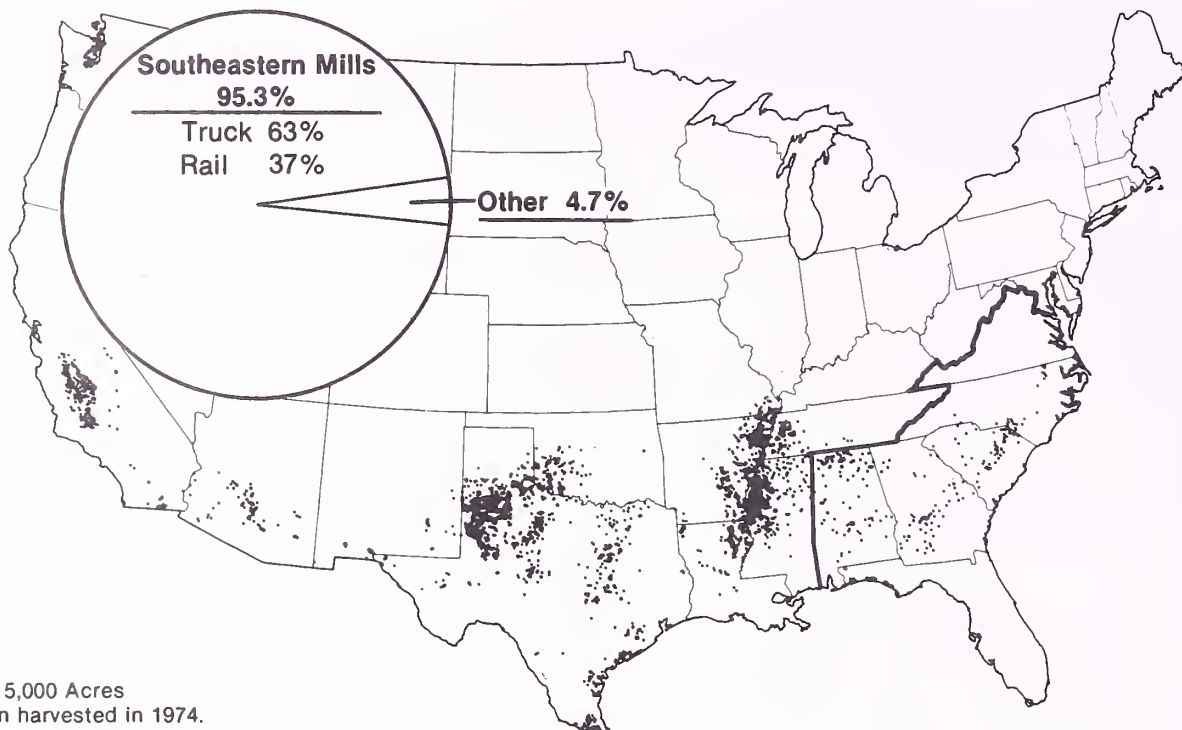 Southeastern Mills
95.3%
Truck 63%
Rail 37%
Other 4.7%
5,000 Acres
harvested in 1974.